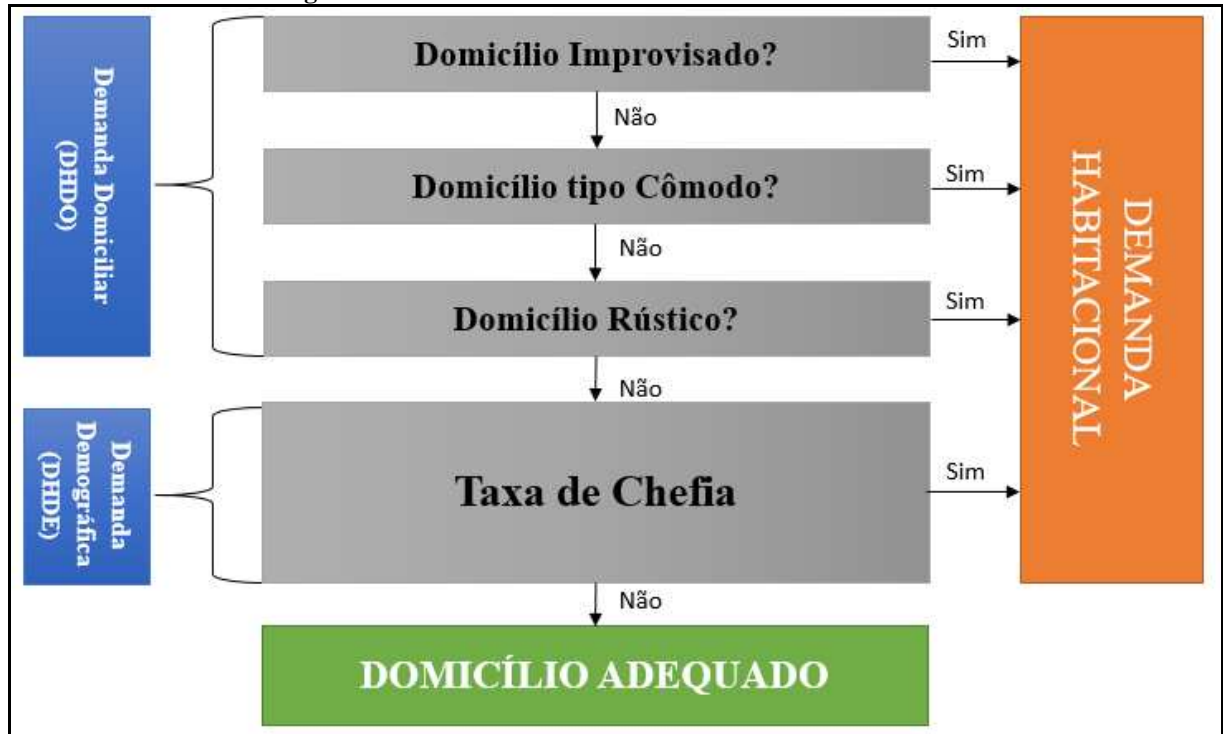 Domicílio Improvisado?
Sim
Não
Domicílio tipo Cômodo?
Sim
Não
Domicílio Rústico?
Sim
Não
Taxa de Chefia
Sim
Não
DOMICÍLIO ADEQUADO
Demanda Domiciliar
(DHDO)
Demanda
Demográfica
(DHDE)
DEMANDA
HABITACIONAL